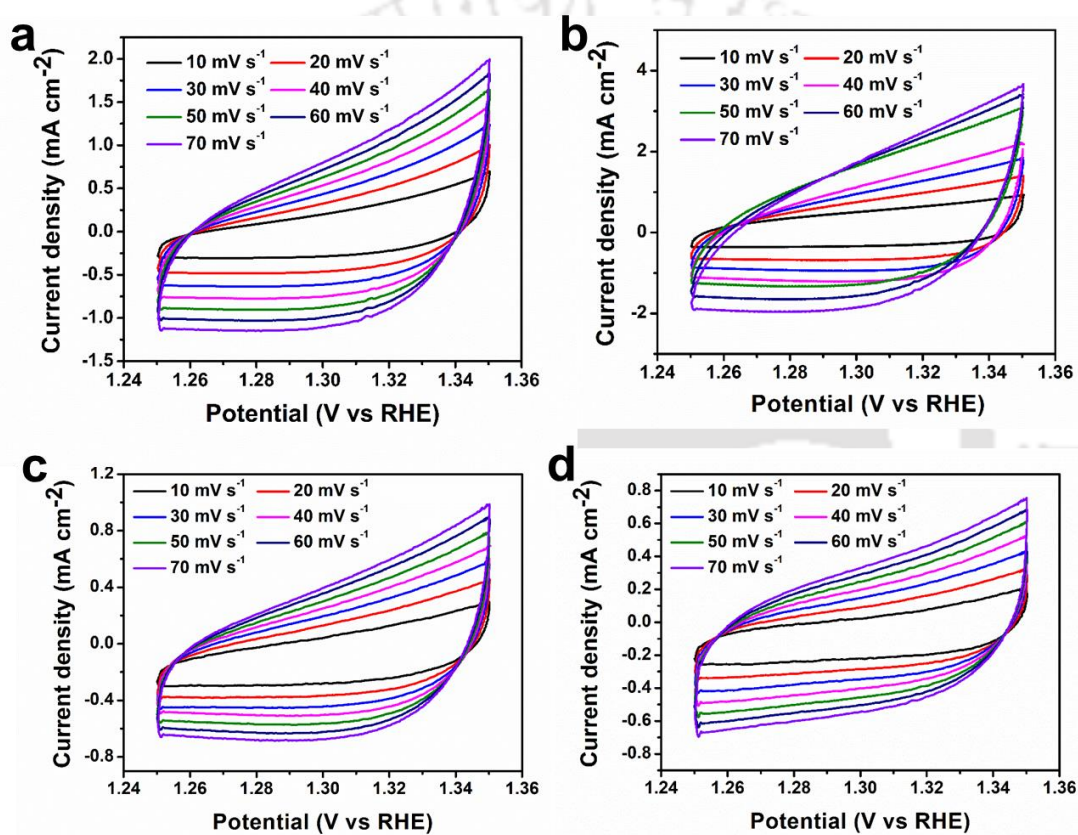 a
Current density (mA cm-2)
2.0
1.5
1.0
0.5
0.0
-0.5
-1.0
-1.5
10 mV s-1 20 mV s-1
30 mV s-1 40 mV s-1
50 mV s-1 60 mV s-1
70 mV s-1
1.24 1.26 1.28 1.30 1.32 1.34 1.36
Potential (V vs RHE)
b
Current density (mA cm-2)
4
2
0
-2
10 mV s-1 20 mV s-1
30 mV s-1 40 mV s-1
50 mV s-1 60 mV s-1
70 mV s-1
1.24 1.26 1.28 1.30 1.32 1.34 1.36
Potential (V vs RHE)
c
Current density (mA cm-2)
1.2
0.8
0.4
0.0
-0.4
-0.8
10 mV s-1 20 mV s-1
30 mV s-1 40 mV s-1
50 mV s-1 60 mV s-1
70 mV s-1
1.24 1.26 1.28 1.30 1.32 1.34 1.36
Potential (V vs RHE)
d
Current density (mA cm-2)
0.8
0.6
0.4
0.2
0.0
-0.2
-0.4
-0.6
-0.8
10 mV s-1 20 mV s-1
30 mV s-1 40 mV s-1
50 mV s-1 60 mV s-1
70 mV s-1
1.24 1.26 1.28 1.30 1.32 1.34 1.36
Potential (V vs RHE)